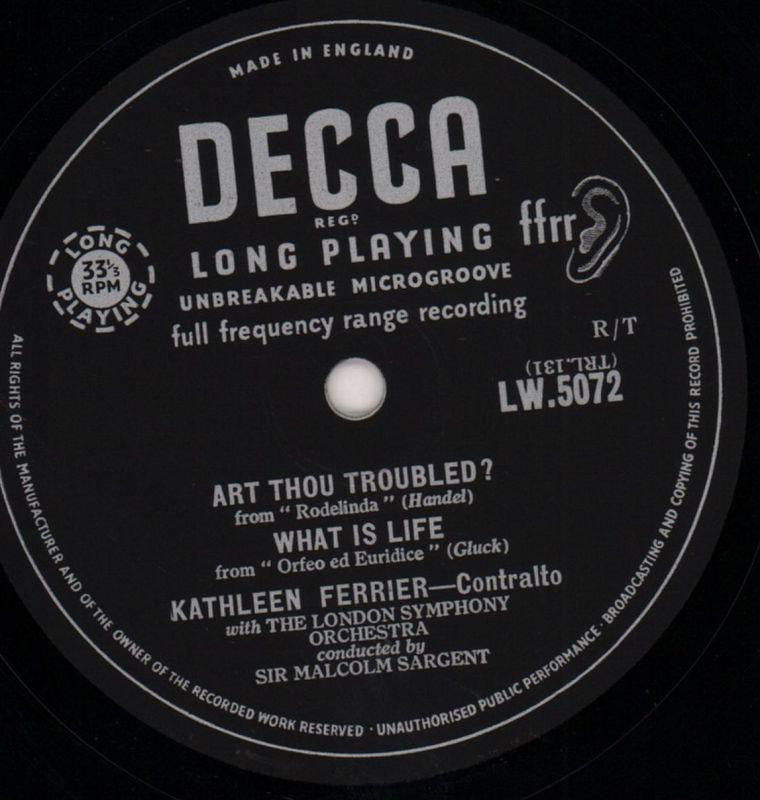 MADE IN ENGLAND
DECCA
REGD
LONG PLAYING
UNBREAKABLE MICROGROOVE
full frequency range recording
ffrr
LONG
33⅓
RPM
PLAYING
R/T
(TRL.131)
LW.5072
ART THOU TROUBLED?
from “ Rodelinda ” (Handel)
WHAT IS LIFE
from “ Orfeo ed Euridice ” (Gluck)
KATHLEEN FERRIER—Contralto
with THE LONDON SYMPHONY
ORCHESTRA
conducted by
SIR MALCOLM SARGENT
ALL RIGHTS OF THE MANUFACTURER AND OF THE OWNER OF THE RECORDED WORK RESERVED · UNAUTHORISED PUBLIC PERFORMANCE · BROADCASTING AND COPYING OF THIS RECORD PROHIBITED